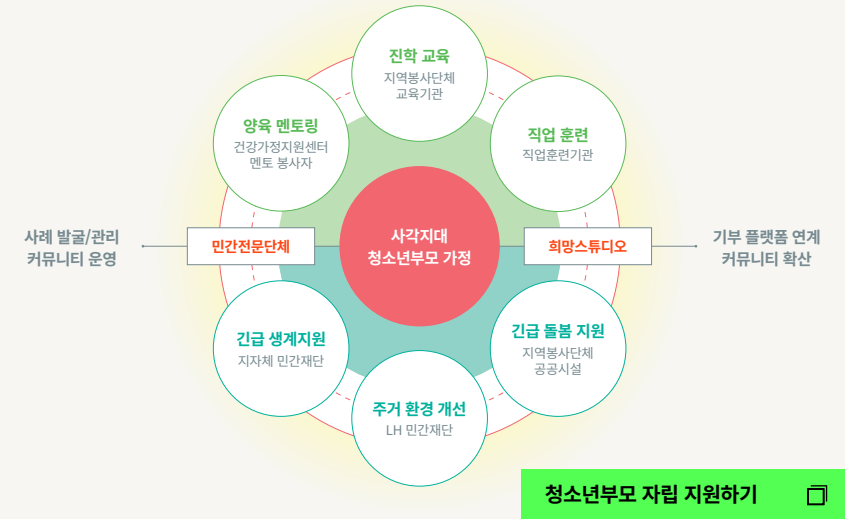 진학 교육
지역봉사단체
교육기관
양육 멘토링
건강가정지원센터
멘토 봉사자
직업 훈련
직업훈련기관
사례 발굴/관리
커뮤니티 운영
민간전문단체
사각지대
청소년부모 가정
희망스튜디오
기부 플랫폼 연계
커뮤니티 확산
긴급 생계지원
지자체 민간재단
긴급 돌봄 지원
지역봉사단체
공공시설
주거 환경 개선
LH 민간재단
청소년부모 자립 지원하기